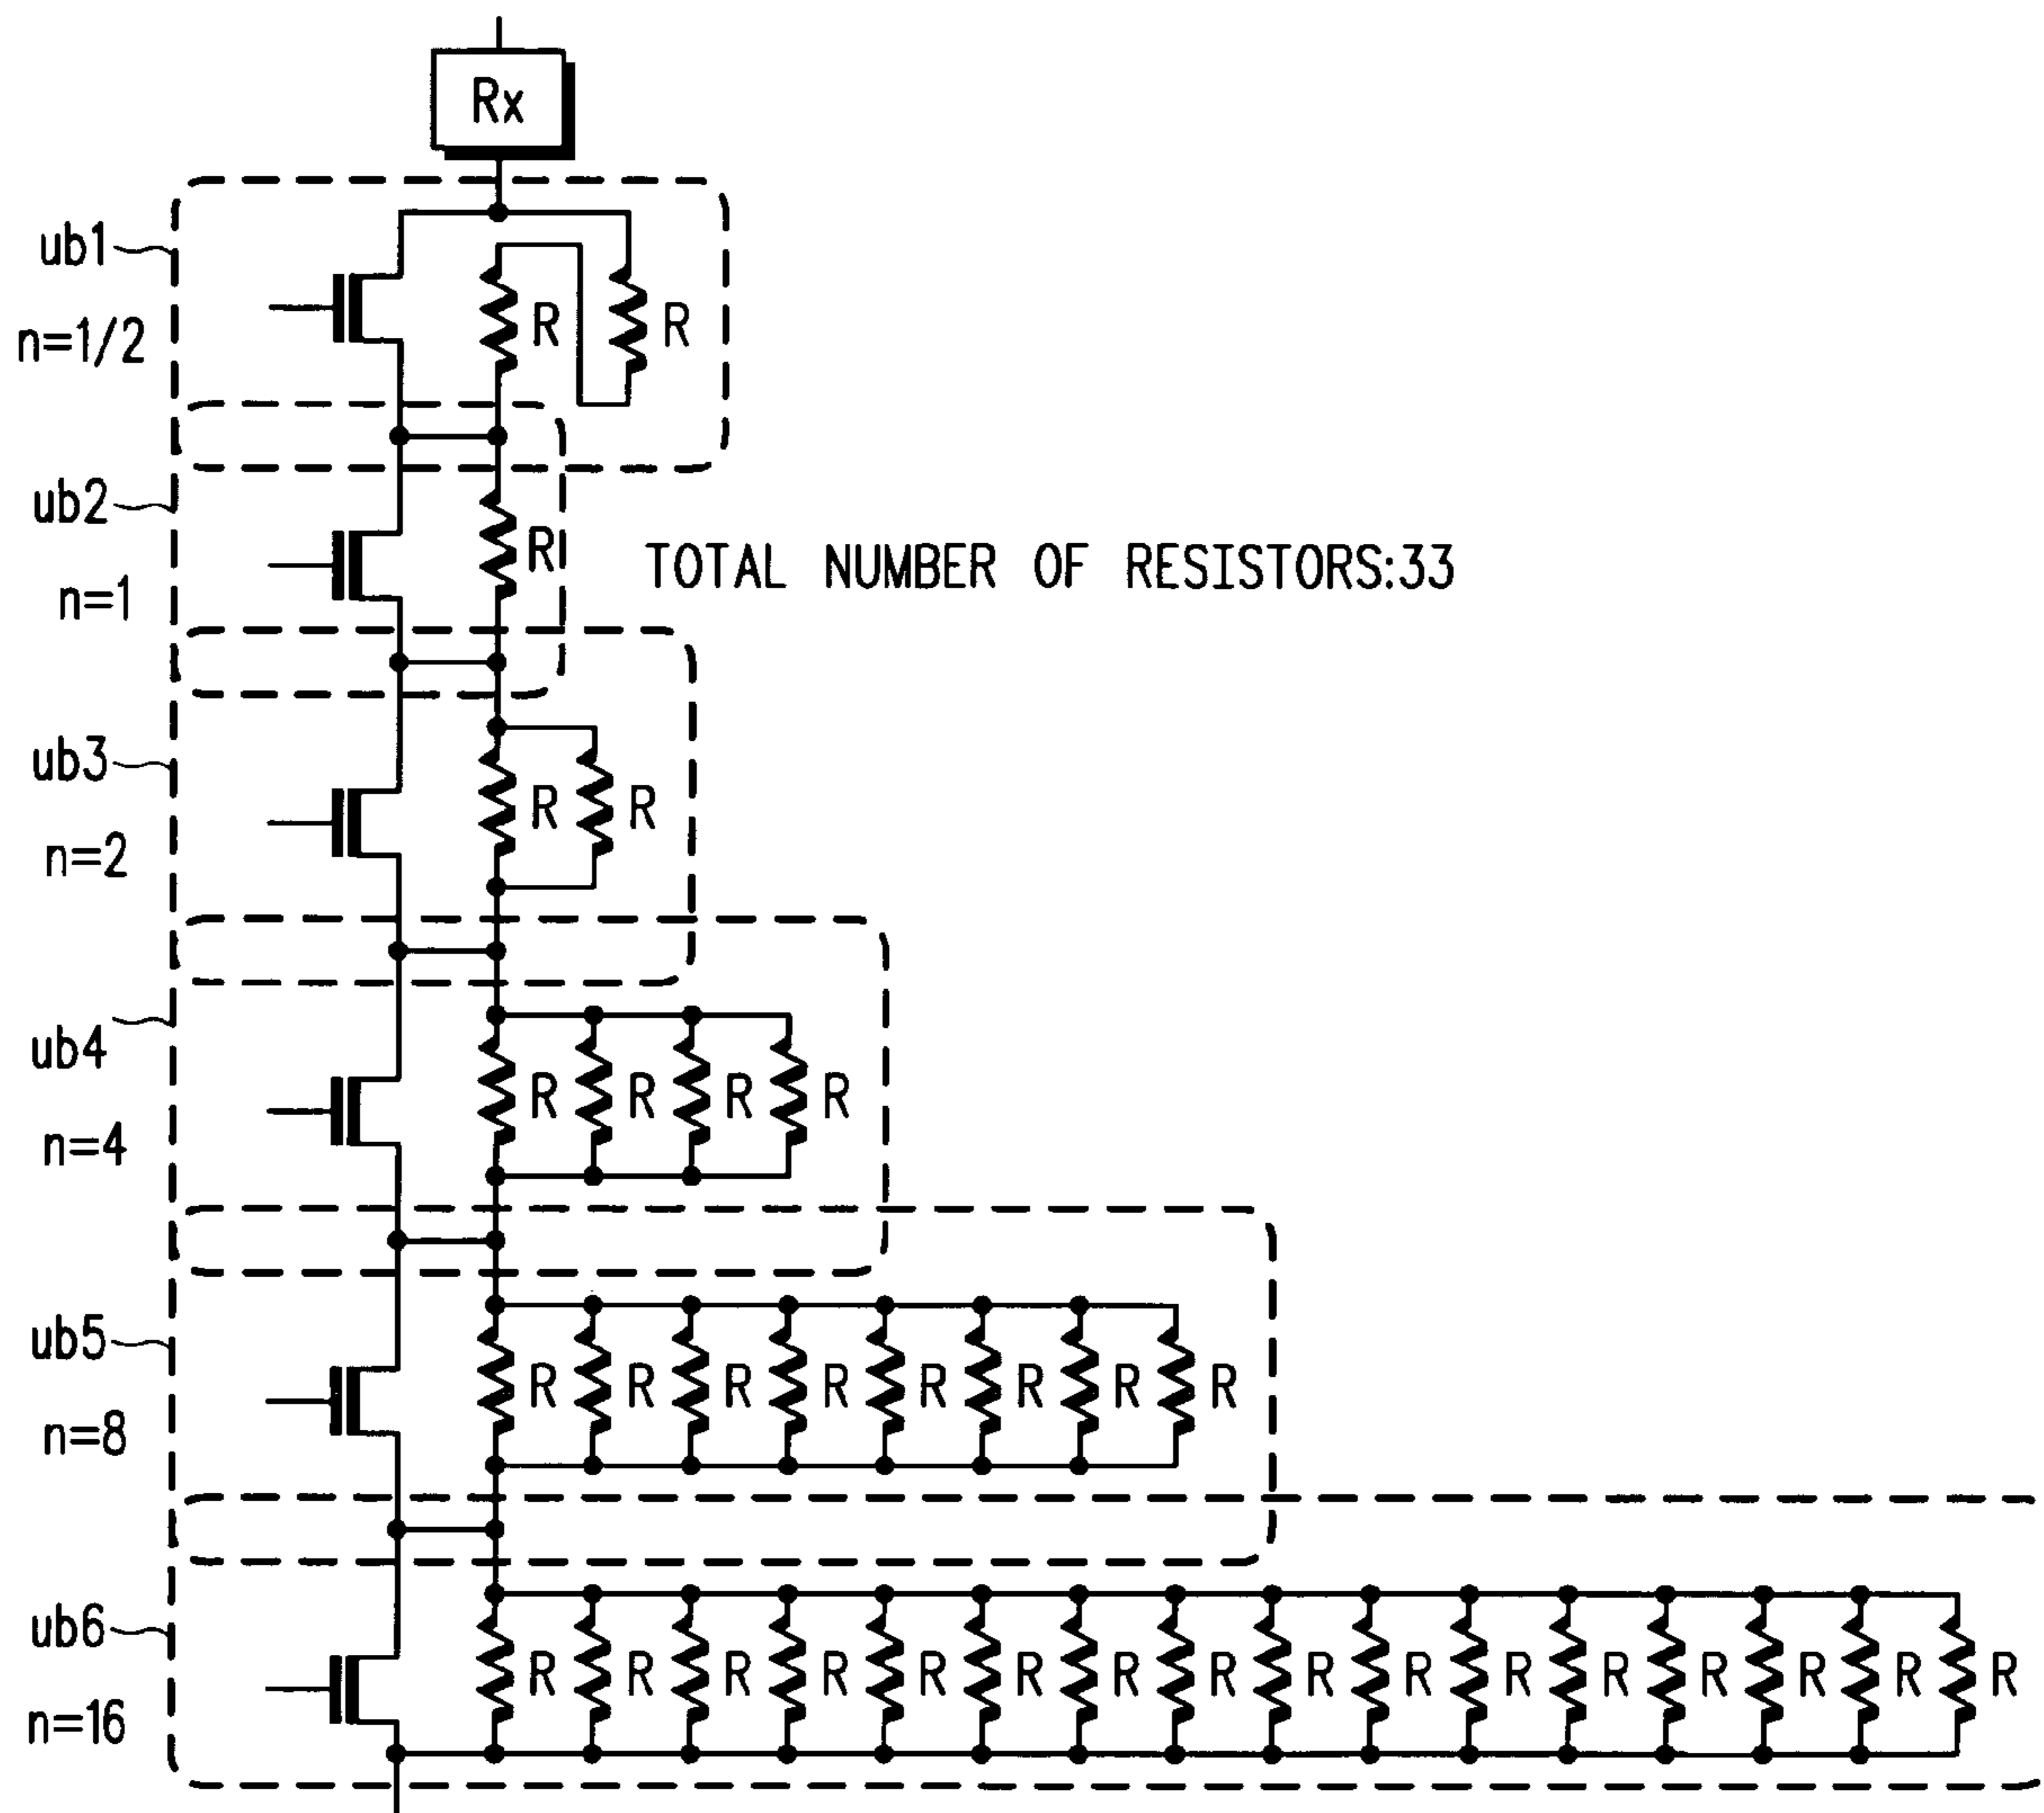 Rx
ub1
n=1/2
R R
ub2
n=1
R
TOTAL NUMBER OF RESISTORS:33
ub3
n=2
R R
ub4
n=4
R R R R
ub5
n=8
R R R R R R R R
ub6
n=16
R R R R R R R R R R R R R R R R